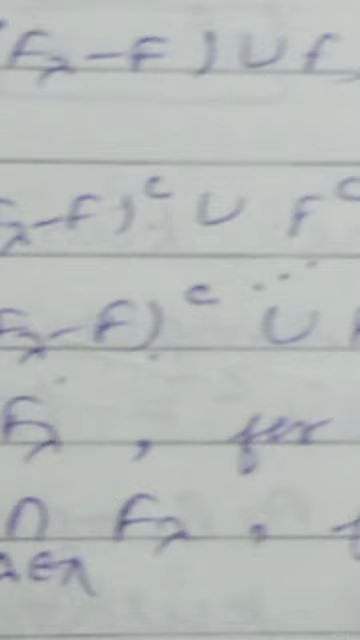 (F_λ - F) ∪ F
F_λ - F)^c ∪ F^c
F_λ - F)^c ∪
F_λ , for
∩ F_λ ,
λ∈Λ